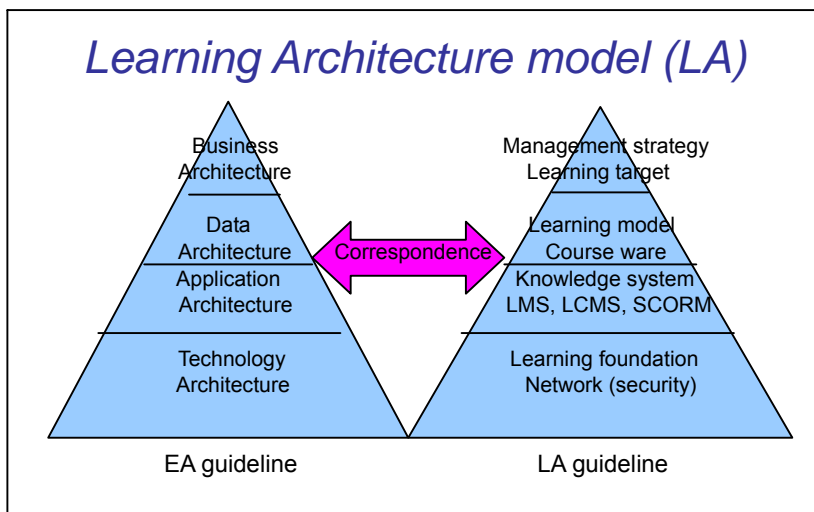 Learning Architecture model (LA)
Business
Architecture
Data
Architecture
Application
Architecture
Technology
Architecture
Correspondence
Management strategy
Learning target
Learning model
Course ware
Knowledge system
LMS, LCMS, SCORM
Learning foundation
Network (security)
EA guideline
LA guideline